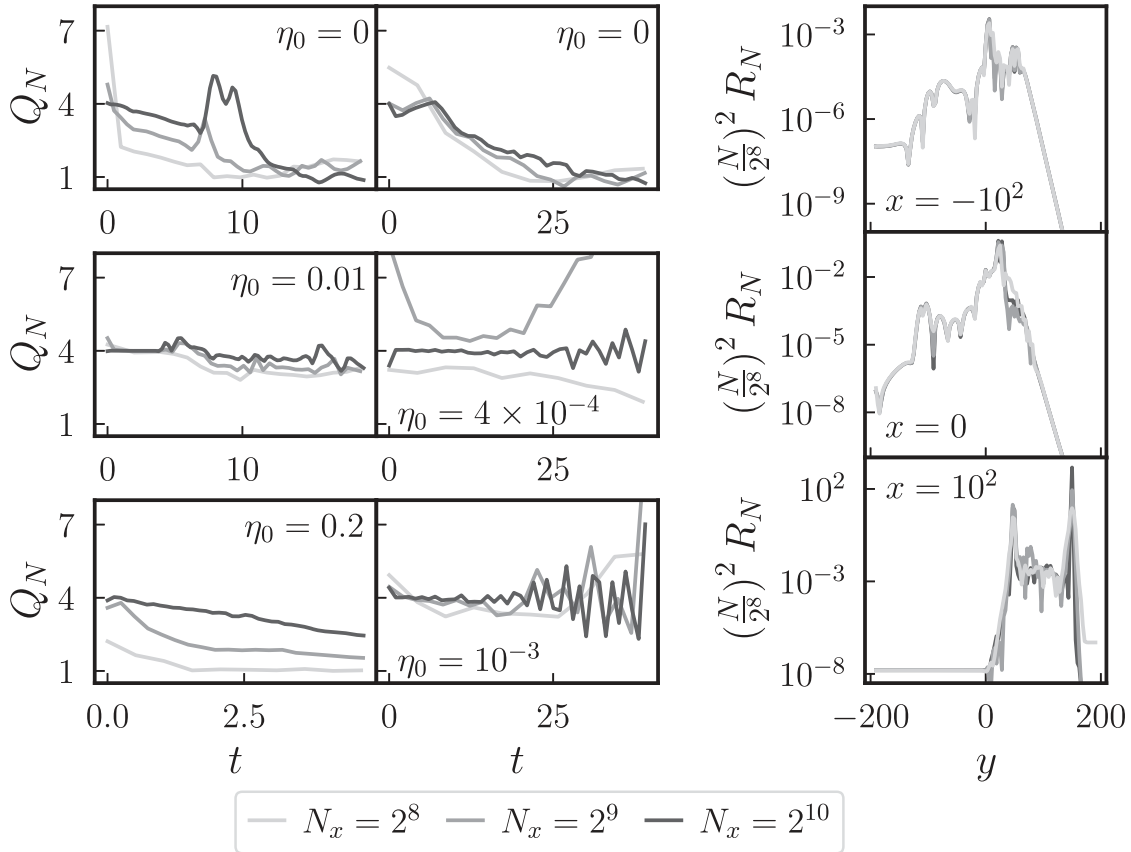 Q_N
7
4
1
η₀ = 0
0
10
η₀ = 0
0
25
Q_N
7
4
1
η₀ = 0.01
0
10
η₀ = 4 × 10⁻⁴
0
25
Q_N
7
4
1
η₀ = 0.2
0.0
2.5
t
η₀ = 10⁻³
0
25
t
(N/2⁸)² R_N
10⁻³
10⁻⁶
10⁻⁹
x = −10²
(N/2⁸)² R_N
10⁻²
10⁻⁵
10⁻⁸
x = 0
(N/2⁸)² R_N
10²
10⁻³
10⁻⁸
x = 10²
−200
0
200
y
N_x = 2⁸
N_x = 2⁹
N_x = 2¹⁰